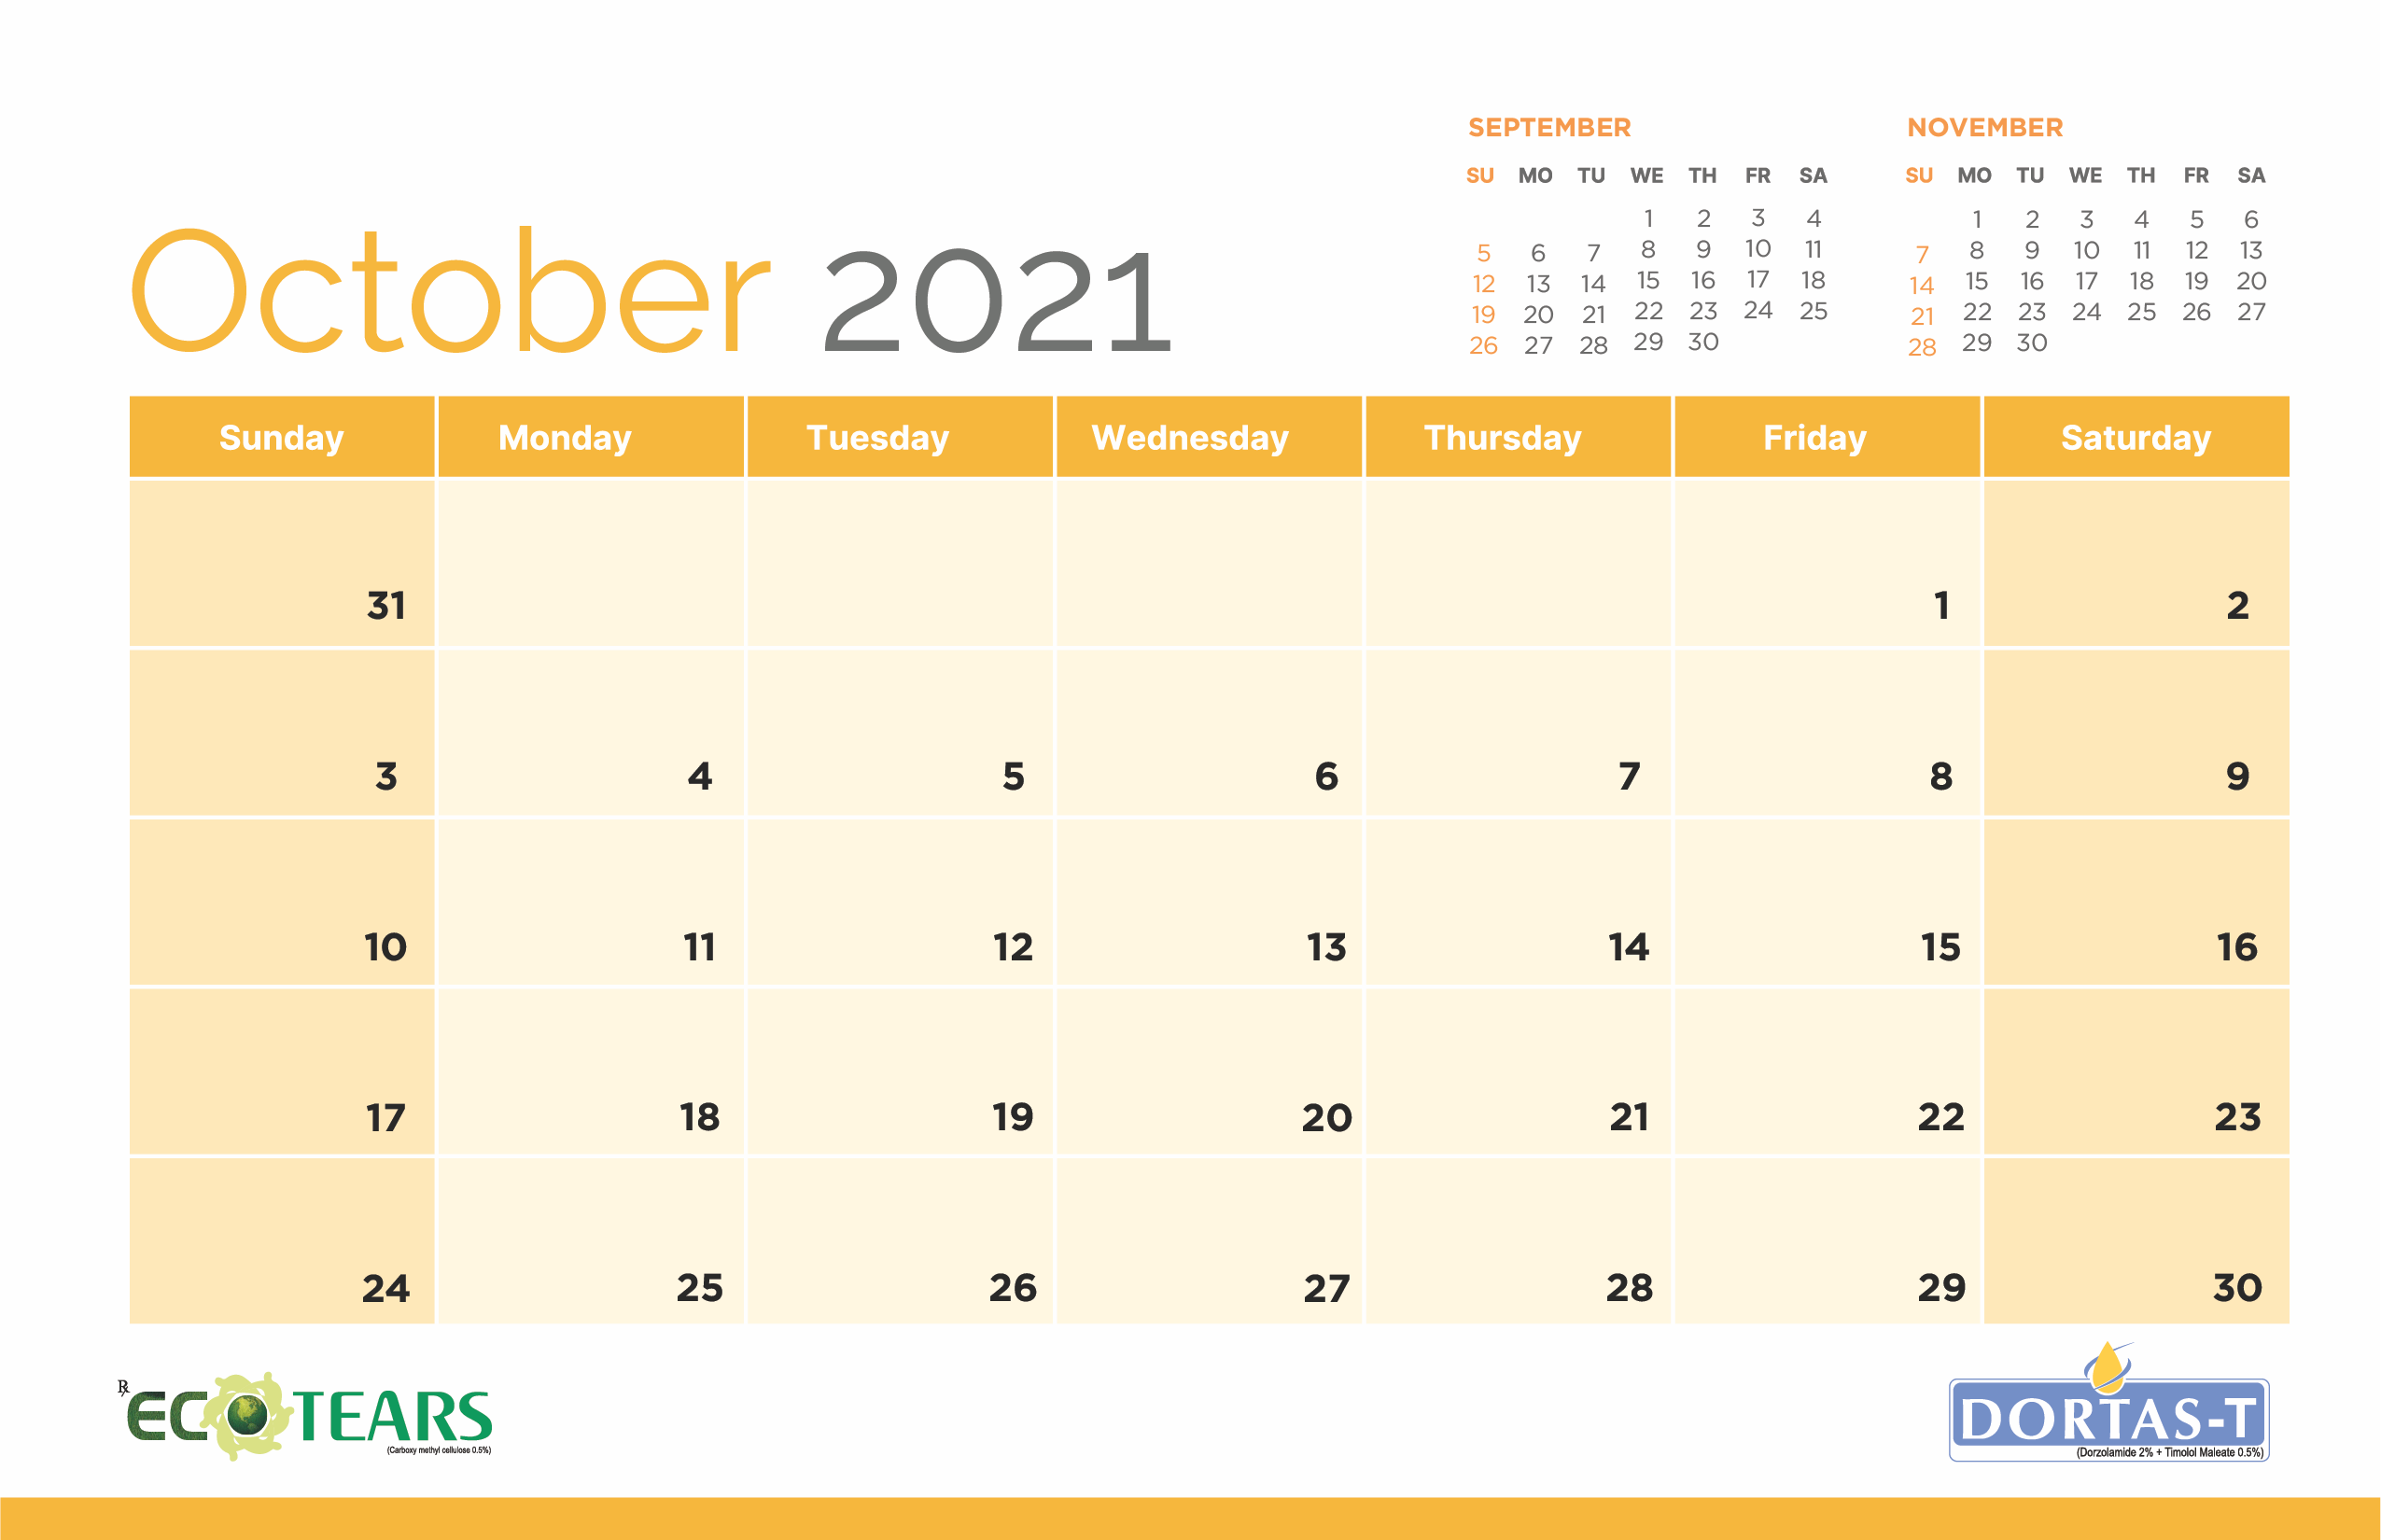 SEPTEMBER
SU MO TU WE TH FR SA
1 2 3 4
5 6 7 8 9 10 11
12 13 14 15 16 17 18
19 20 21 22 23 24 25
26 27 28 29 30
NOVEMBER
SU MO TU WE TH FR SA
1 2 3 4 5 6
7 8 9 10 11 12 13
14 15 16 17 18 19 20
21 22 23 24 25 26 27
28 29 30
October 2021
Sunday Monday Tuesday Wednesday Thursday Friday Saturday
31 1 2
3 4 5 6 7 8 9
10 11 12 13 14 15 16
17 18 19 20 21 22 23
24 25 26 27 28 29 30
℞ ECOTEARS
(Carboxy methyl cellulose 0.5%)
DORTAS-T
(Dorzolamide 2% + Timolol Maleate 0.5%)